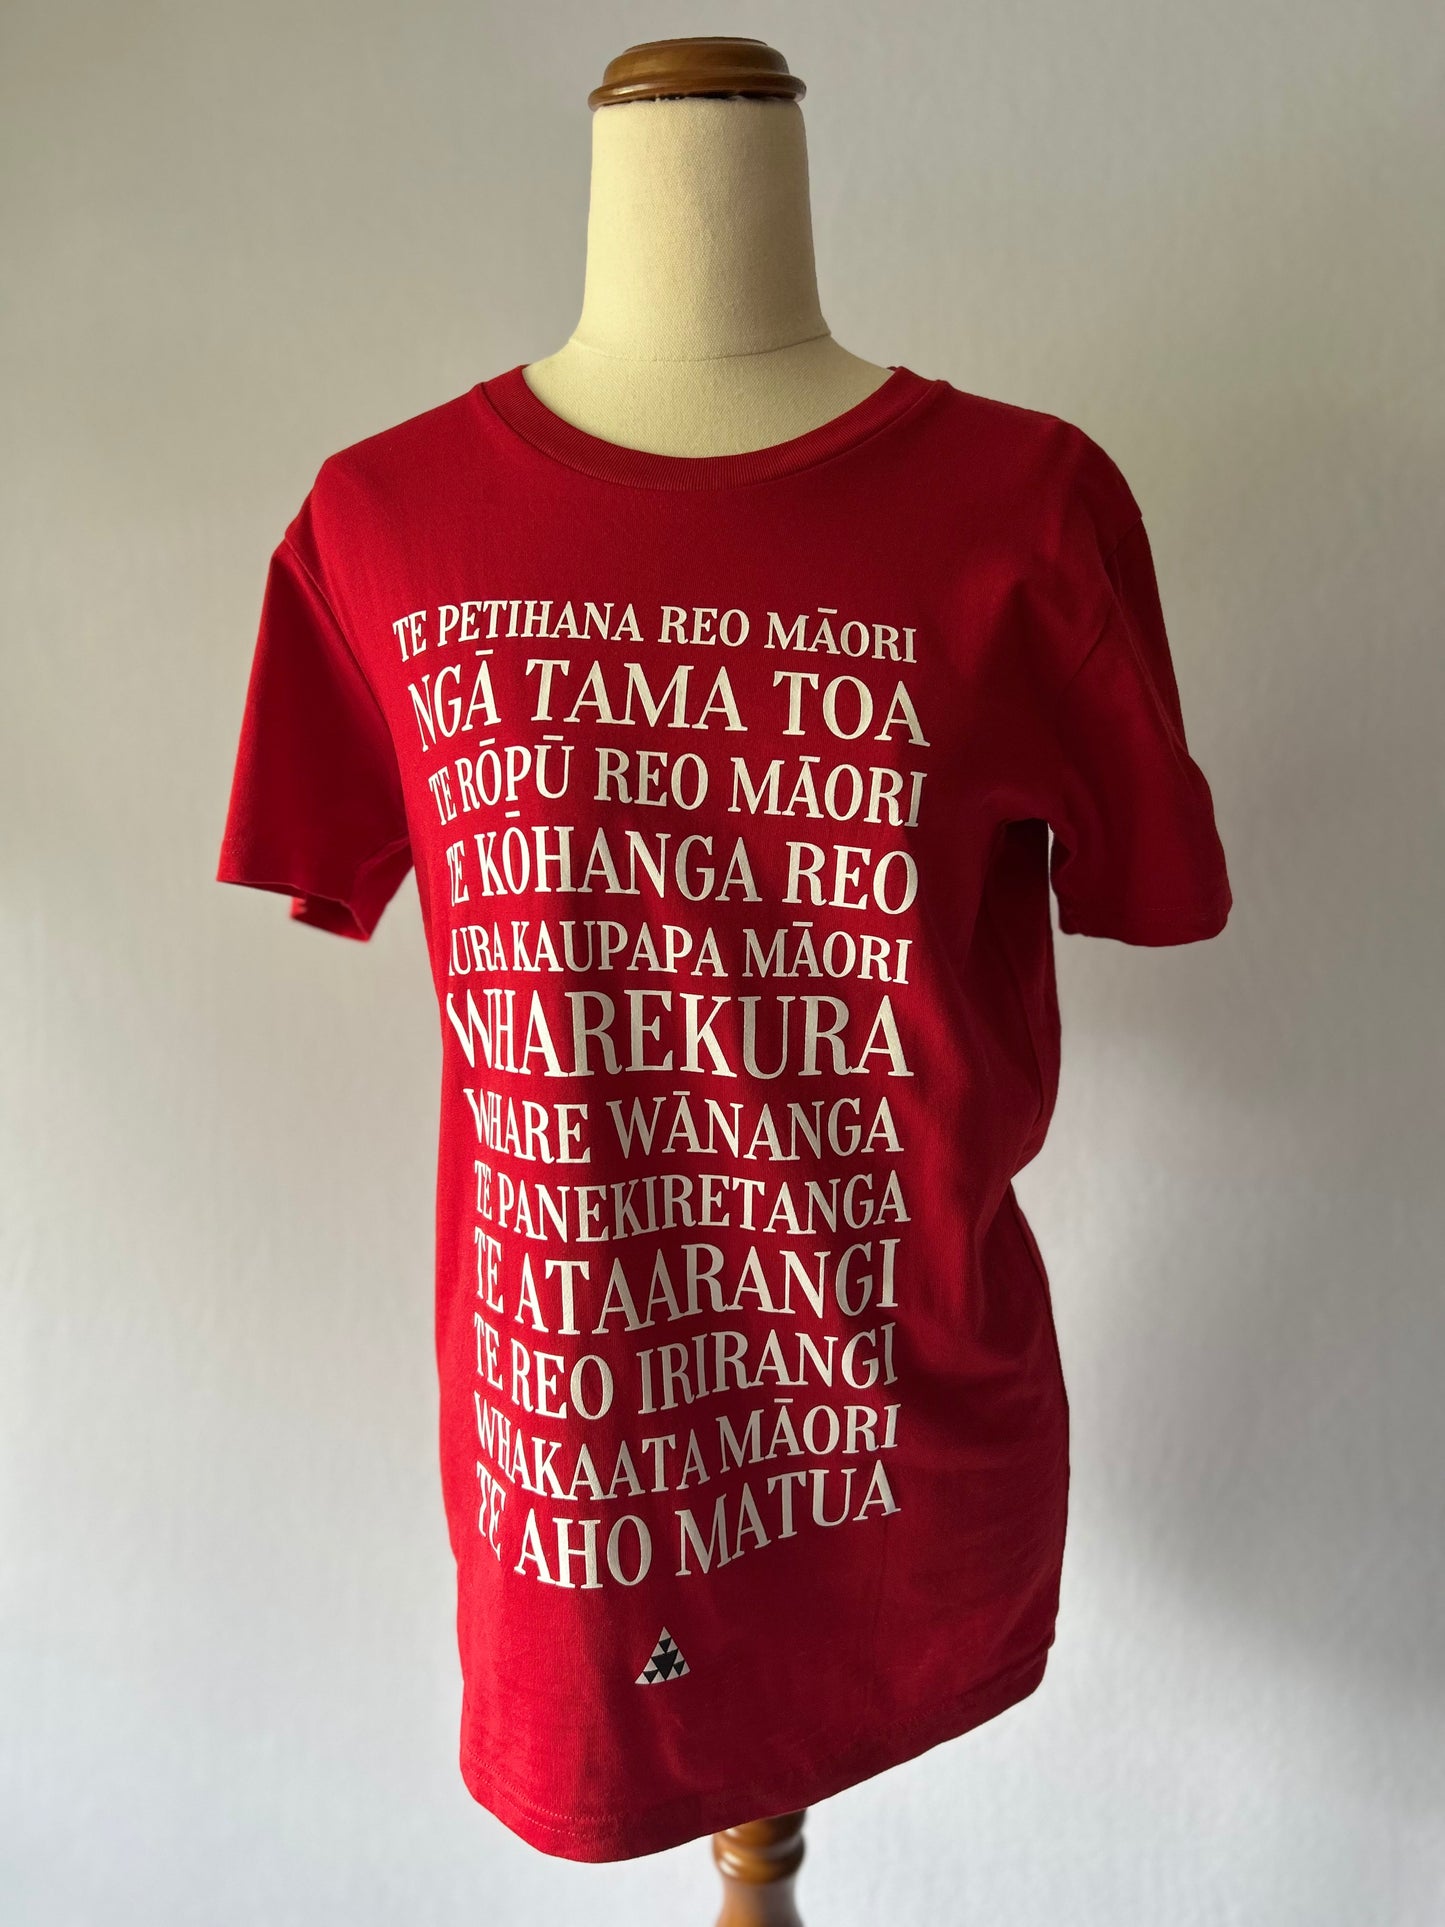 TE PETIHANA REO MĀORI
NGĀ TAMA TOA
TE RŌPŪ REO MĀORI
TE KŌHANGA REO
KURA KAUPAPA MĀORI
WHAREKURA
WHARE WĀNANGA
TE PANEKIRETANGA
TE ATAARANGI
TE REO IRIRANGI
WHAKAATA MĀORI
TE AHO MATUA